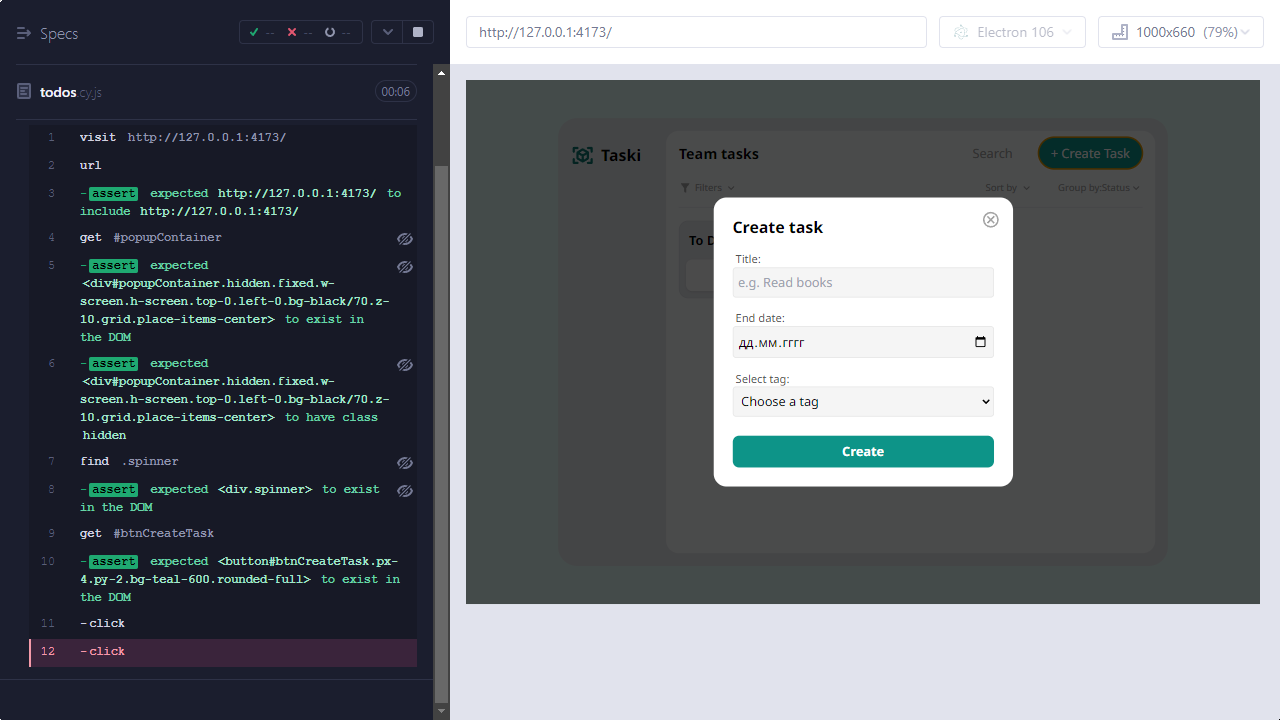 Specs
-- -- --
todos.cy.js
00:06
1 visit http://127.0.0.1:4173/
2 url
3 -assert expected http://127.0.0.1:4173/ to
include http://127.0.0.1:4173/
4 get #popupContainer
5 -assert expected
<div#popupContainer.hidden.fixed.w-
screen.h-screen.top-0.left-0.bg-black/70.z-
10.grid.place-items-center> to exist in
the DOM
6 -assert expected
<div#popupContainer.hidden.fixed.w-
screen.h-screen.top-0.left-0.bg-black/70.z-
10.grid.place-items-center> to have class
hidden
7 find .spinner
8 -assert expected <div.spinner> to exist
in the DOM
9 get #btnCreateTask
10 -assert expected <button#btnCreateTask.px-
4.py-2.bg-teal-600.rounded-full> to exist in
the DOM
11 -click
12 -click
http://127.0.0.1:4173/
Electron 106
1000x660 (79%)
Taski
Team tasks
Search
+ Create Task
Filters
Sort by
Group by:Status
To D
Create task
Title:
e.g. Read books
End date:
дд.мм.гггг
Select tag:
Choose a tag
Create